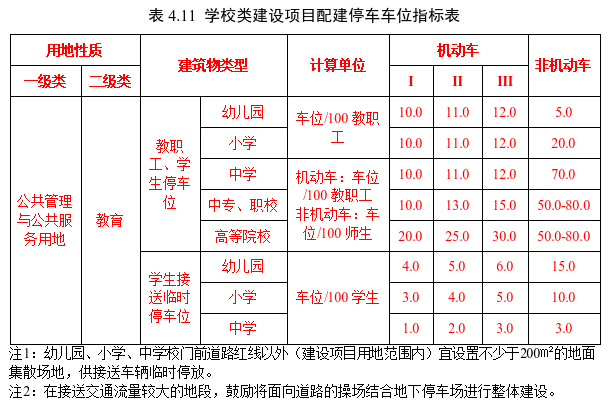 表 4.11 学校类建设项目配建停车车位指标表
用地性质 建筑物类型 计算单位 机动车 非机动车
一级类 二级类 I II III
公共管理与公共服务用地 教育 教职工、学生停车位 幼儿园 车位/100 教职工 10.0 11.0 12.0 5.0
小学 10.0 11.0 12.0 20.0
中学 机动车：车位/100 教职工 非机动车：车位/100 师生 10.0 11.0 12.0 70.0
中专、职校 10.0 13.0 15.0 50.0-80.0
高等院校 20.0 25.0 30.0 50.0-80.0
学生接送临时停车位 幼儿园 车位/100 学生 4.0 5.0 6.0 15.0
小学 3.0 4.0 5.0 10.0
中学 1.0 2.0 3.0 3.0
注1：幼儿园、小学、中学校门前道路红线以外（建设项目用地范围内）宜设置不少于200㎡的地面
集散场地，供接送车辆临时停放。
注2：在接送交通流量较大的地段，鼓励将面向道路的操场结合地下停车场进行整体建设。